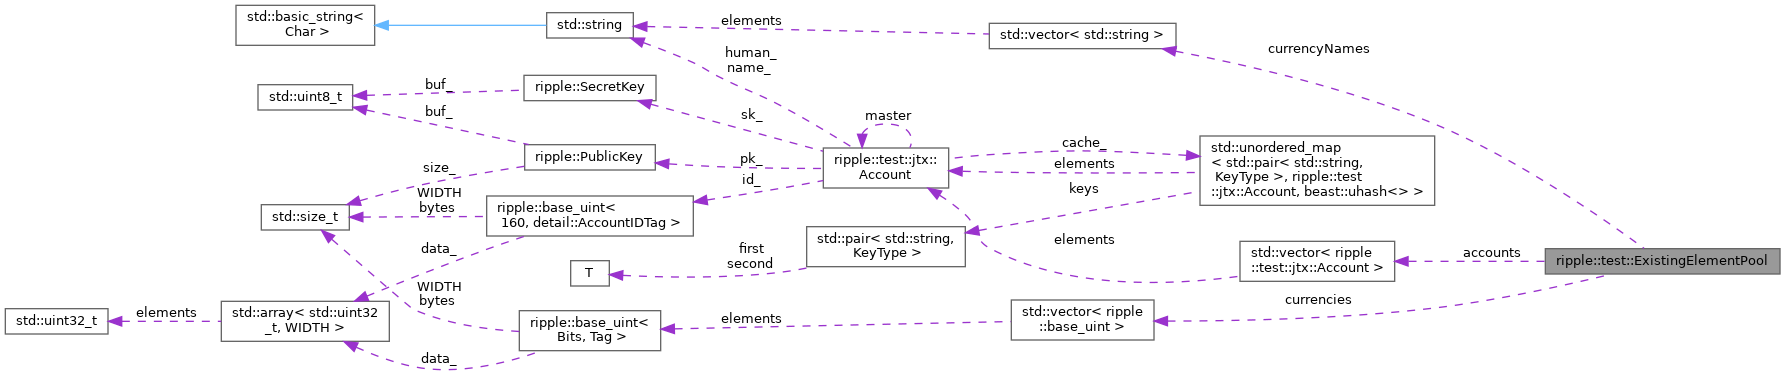 std::basic_string<
Char >
std::string
elements
std::vector< std::string >
currencyNames
human_
name_
buf_
ripple::SecretKey
std::uint8_t
buf_
sk_
master
ripple::PublicKey
pk_
ripple::test::jtx::
Account
cache_
elements
keys
std::unordered_map
< std::pair< std::string,
KeyType >, ripple::test
::jtx::Account, beast::uhash<> >
size_
WIDTH
bytes
id_
std::size_t
ripple::base_uint<
160, detail::AccountIDTag >
data_
first
second
T
std::pair< std::string,
KeyType >
elements
std::vector< ripple
::test::jtx::Account >
accounts
ripple::test::ExistingElementPool
currencies
WIDTH
bytes
std::uint32_t
elements
std::array< std::uint32
_t, WIDTH >
ripple::base_uint<
Bits, Tag >
elements
std::vector< ripple
::base_uint >
data_